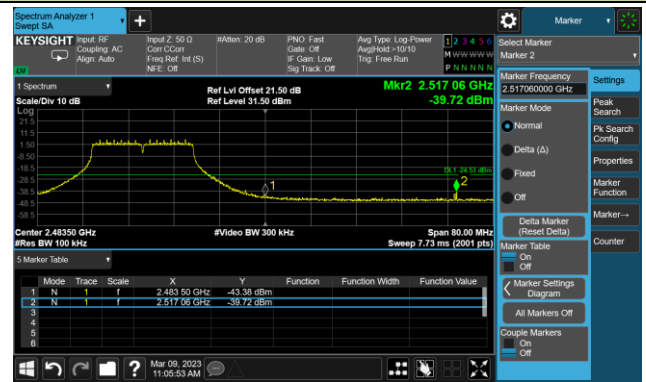 Spectrum Analyzer 1
Swept SA
Marker
KEYSIGHT Input: RF Input Z: 50 Ω #Atten: 20 dB PNO: Fast Avg Type: Log-Power 1 2 3 4 5 6
Coupling: AC Corr CCorr Gate: Off Avg|Hold:>10/10 M W W W W W
Align: Auto Freq Ref: Int (S) IF Gain: Low Trig: Free Run
NFE: Off Sig Track: Off P N N N N N
LXI
Select Marker
Marker 2
1 Spectrum
Scale/Div 10 dB
Ref Lvl Offset 21.50 dB
Ref Level 31.50 dBm
Mkr2 2.517 06 GHz
-39.72 dBm
Log
21.5
11.5
1.50
-8.50
-18.5
-28.5
-38.5
-48.5
-58.5
DL1 -24.53 dBm
1
2
Center 2.48350 GHz #Video BW 300 kHz Span 80.00 MHz
#Res BW 100 kHz Sweep 7.73 ms (2001 pts)
5 Marker Table
Mode Trace Scale X Y Function Function Width Function Value
1 N 1 f 2.483 50 GHz -43.38 dBm
2 N 1 f 2.517 06 GHz -39.72 dBm
3
4
5
6
Marker Frequency
2.517060000 GHz
Marker Mode
Normal
Delta (Δ)
Fixed
Off
Delta Marker
(Reset Delta)
Marker Table
On
Off
Marker Settings
Diagram
All Markers Off
Couple Markers
On
Off
Settings
Peak
Search
Pk Search
Config
Properties
Marker
Function
Marker→
Counter
Mar 09, 2023
11:05:53 AM